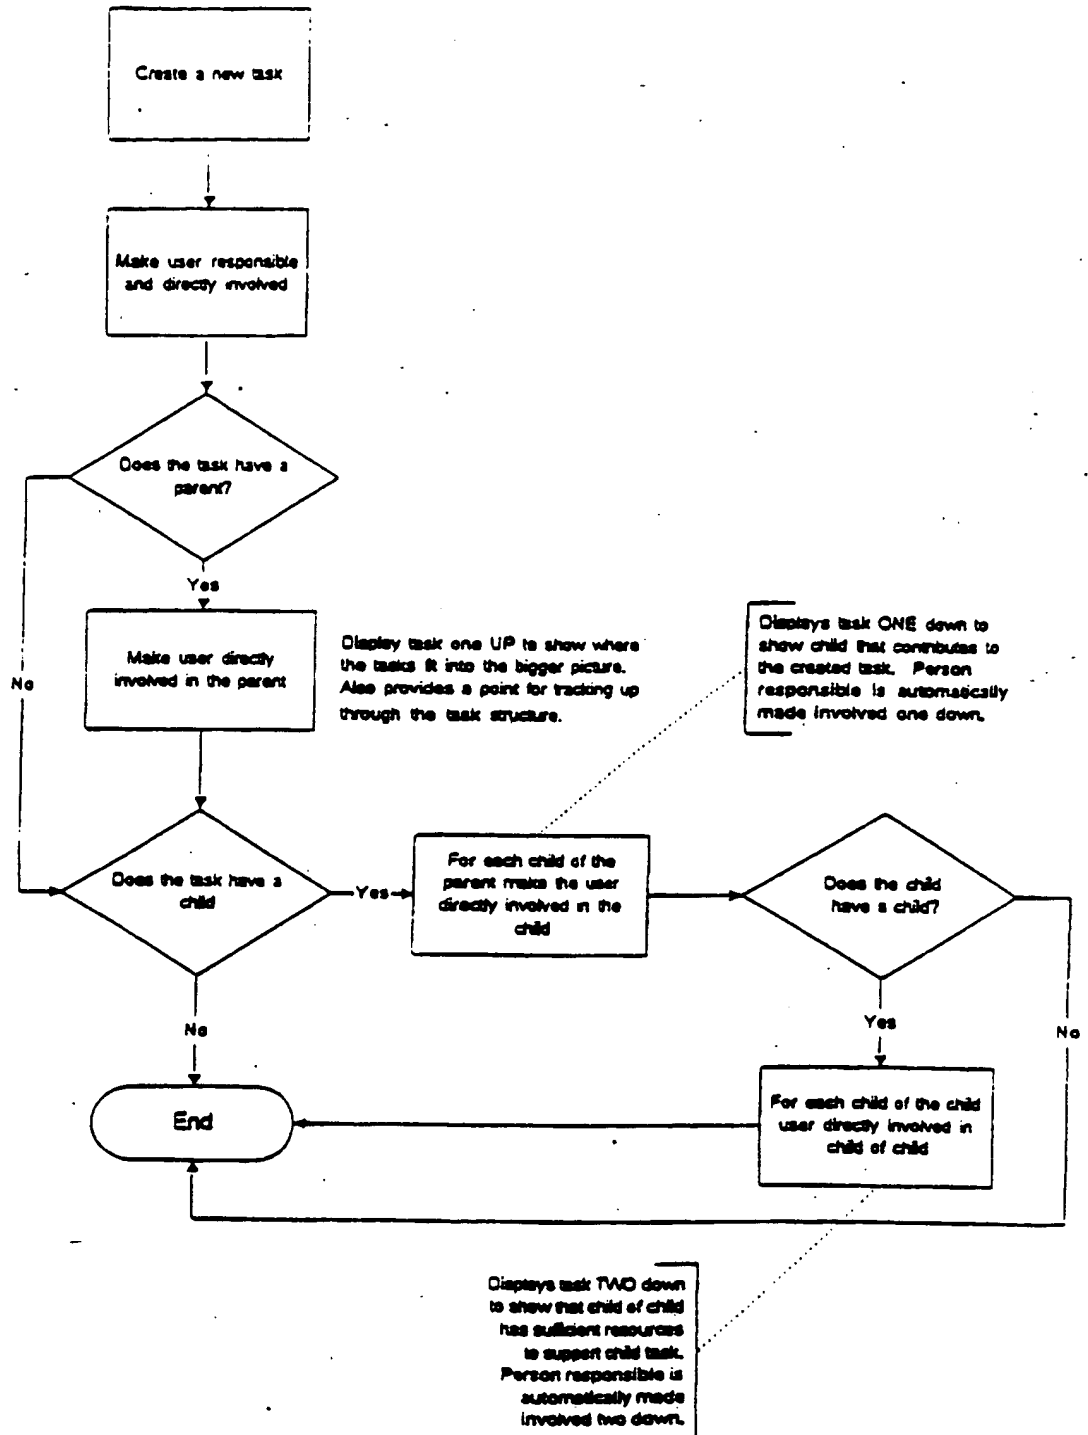 Create a new task
Make user responsible
and directly involved
Does the task have a
parent?
Yes
No
Make user directly
involved in the parent
Display task one UP to show where
the tasks fit into the bigger picture.
Also provides a point for tracking up
through the task structure.
Displays task ONE down to
show child that contributes to
the created task. Person
responsible is automatically
made involved one down.
Does the task have a
child
Yes
For each child of the
parent make the user
directly involved in the
child
Does the child
have a child?
No
Yes
No
End
For each child of the child
user directly involved in
child of child
Displays task TWO down
to show that child of child
has sufficient resources
to support child task.
Person responsible is
automatically made
involved two down.